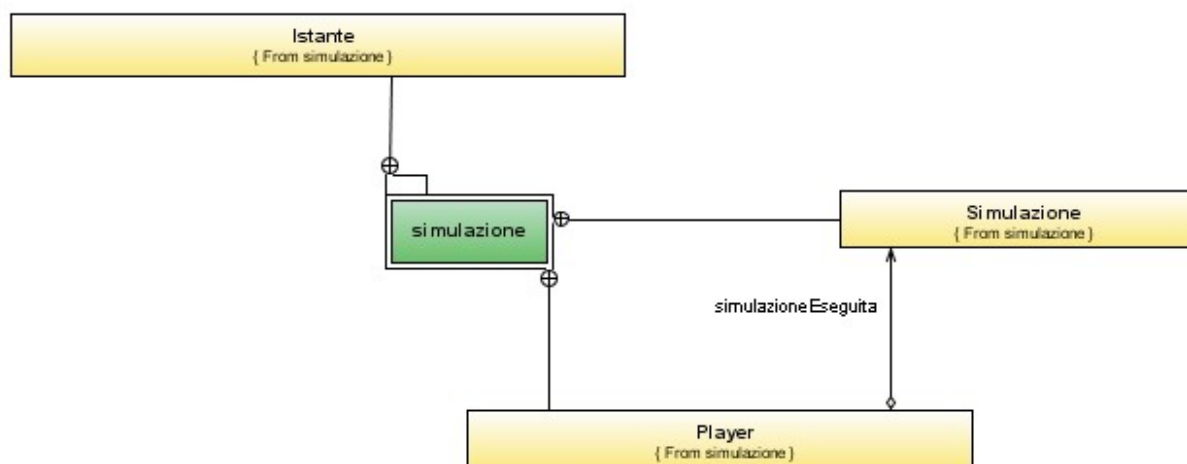 Istante
{ From simulazione }
simulazione
Simulazione
{ From simulazione }
simulazioneEseguita
Player
{ From simulazione }